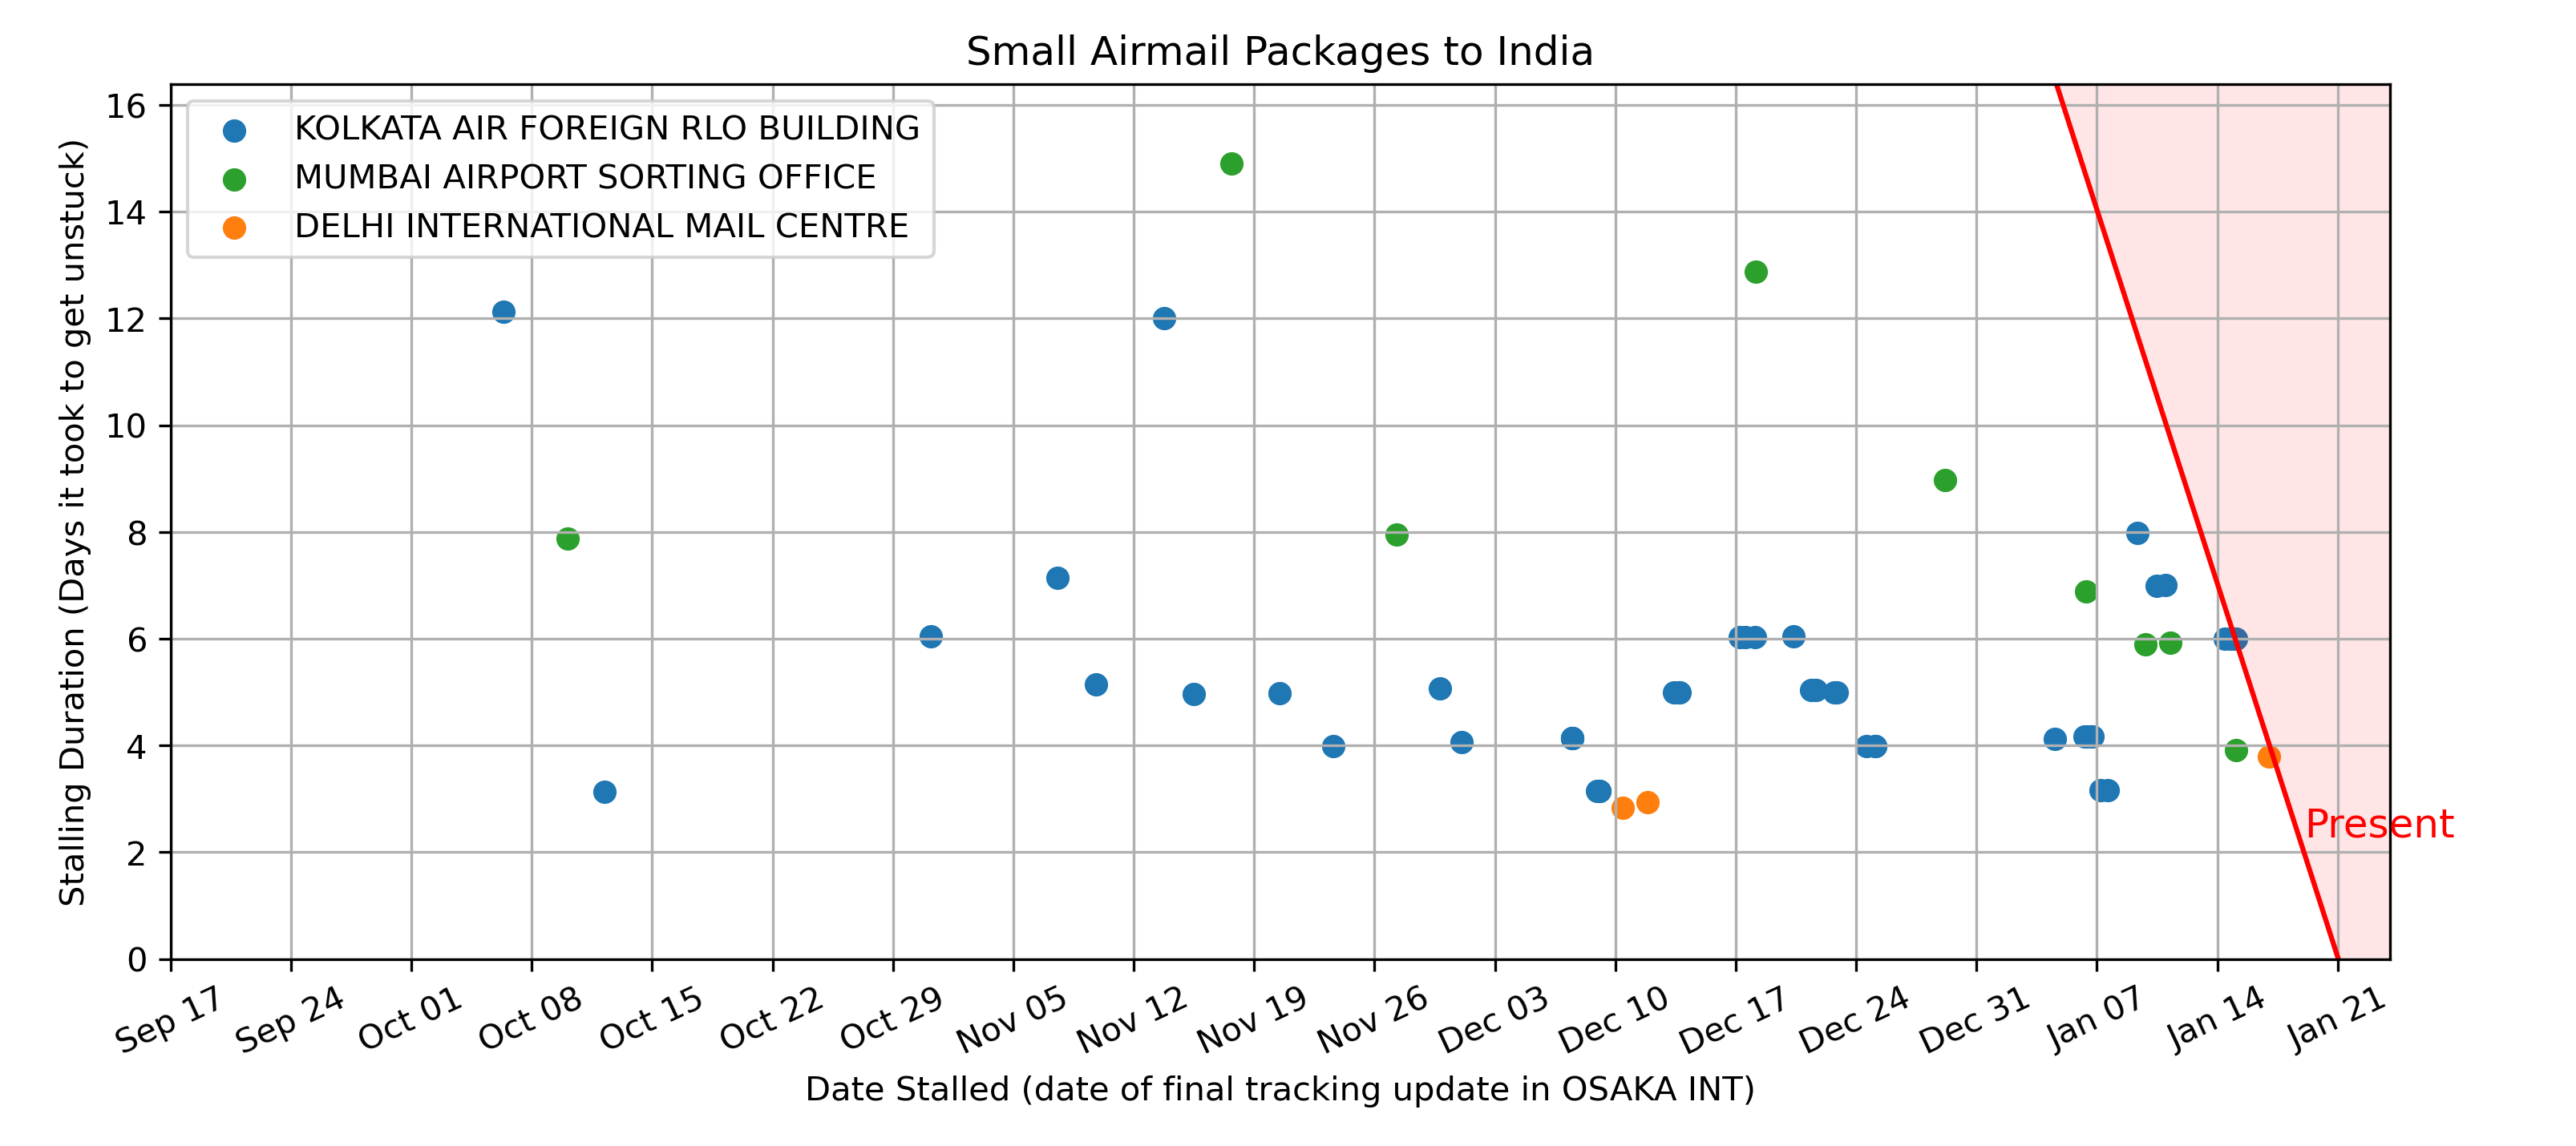 Small Airmail Packages to India
KOLKATA AIR FOREIGN RLO BUILDING
MUMBAI AIRPORT SORTING OFFICE
DELHI INTERNATIONAL MAIL CENTRE
Stalling Duration (Days it took to get unstuck)
16
14
12
10
8
6
4
2
0
Present
Sep 17
Sep 24
Oct 01
Oct 08
Oct 15
Oct 22
Oct 29
Nov 05
Nov 12
Nov 19
Nov 26
Dec 03
Dec 10
Dec 17
Dec 24
Dec 31
Jan 07
Jan 14
Jan 21
Date Stalled (date of final tracking update in OSAKA INT)